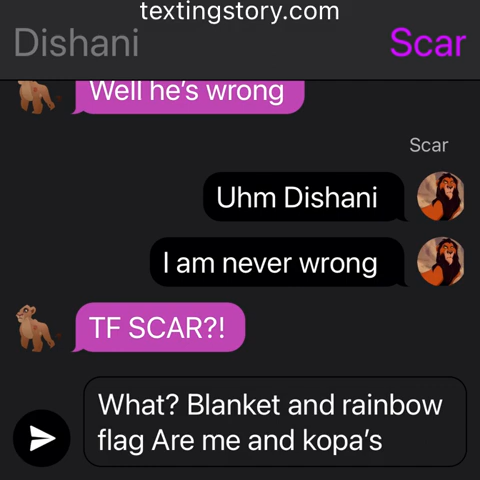 textingstory.com
Dishani
Scar
Well he's wrong
Scar
Uhm Dishani
I am never wrong
TF SCAR?!
What? Blanket and rainbow
flag Are me and kopa's